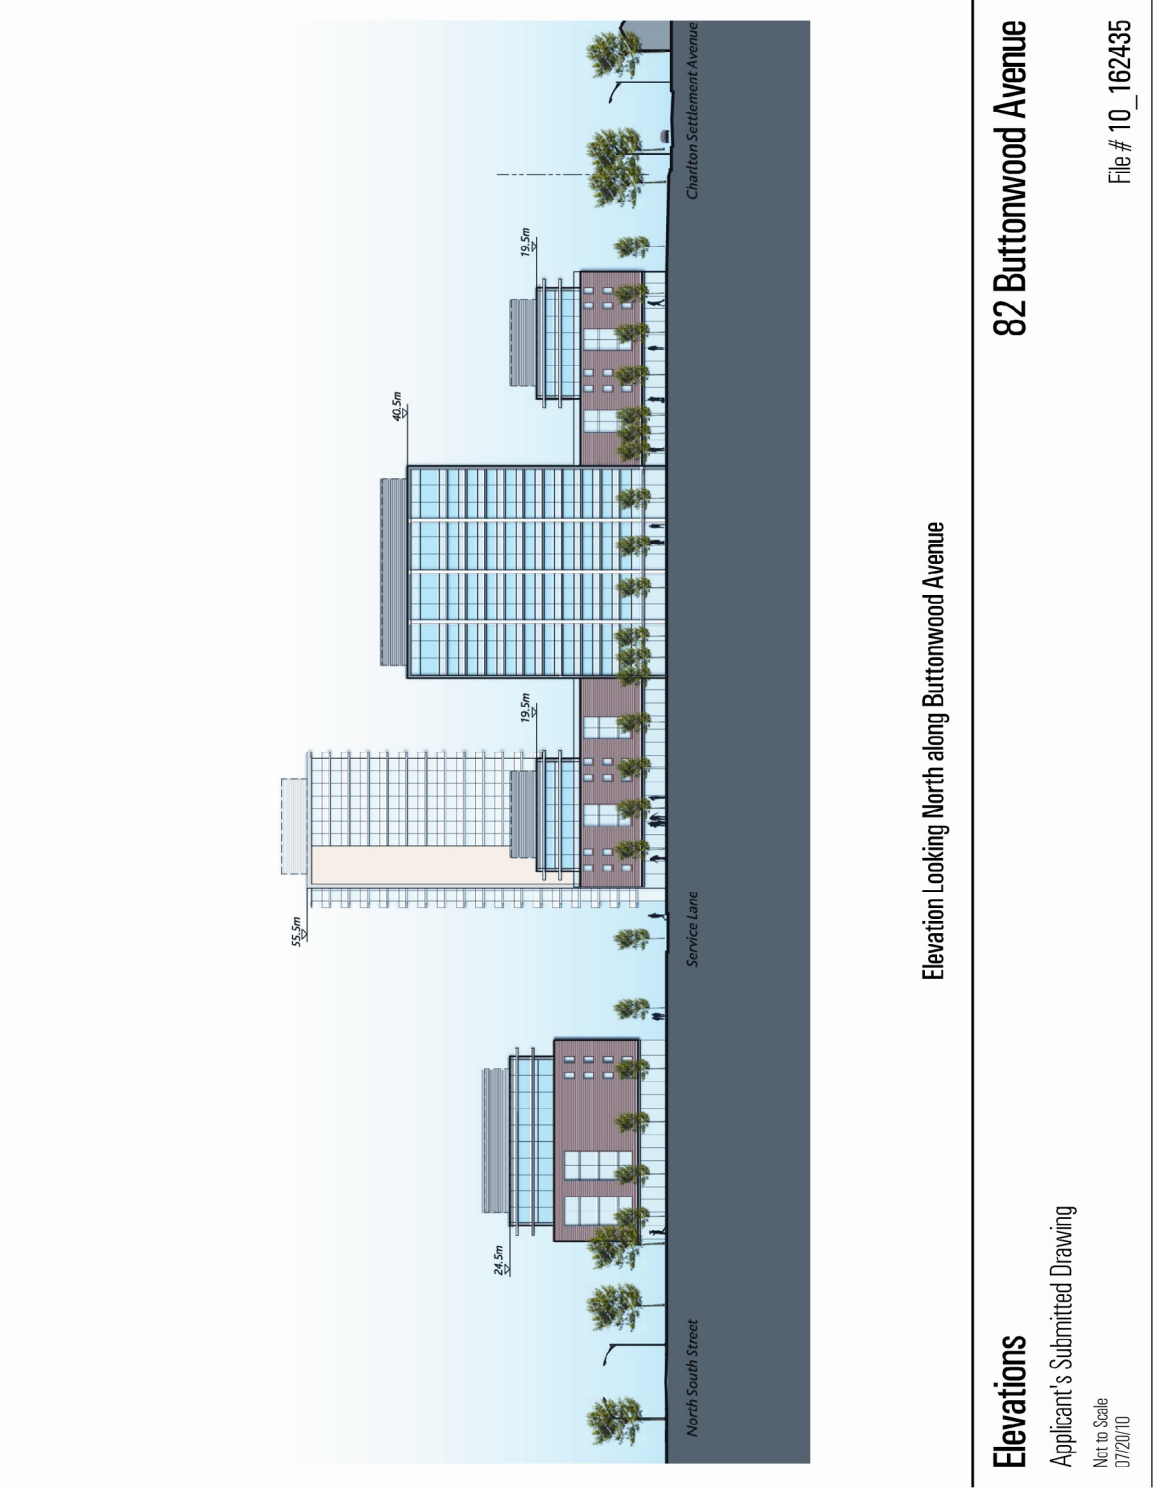 55.5m
40.5m
24.5m
19.5m
19.5m
North South Street
Service Lane
Charlton Settlement Avenue
Elevation Looking North along Buttonwood Avenue
Elevations
82 Buttonwood Avenue
Applicant's Submitted Drawing
Not to Scale
07/20/10
File # 10_162435